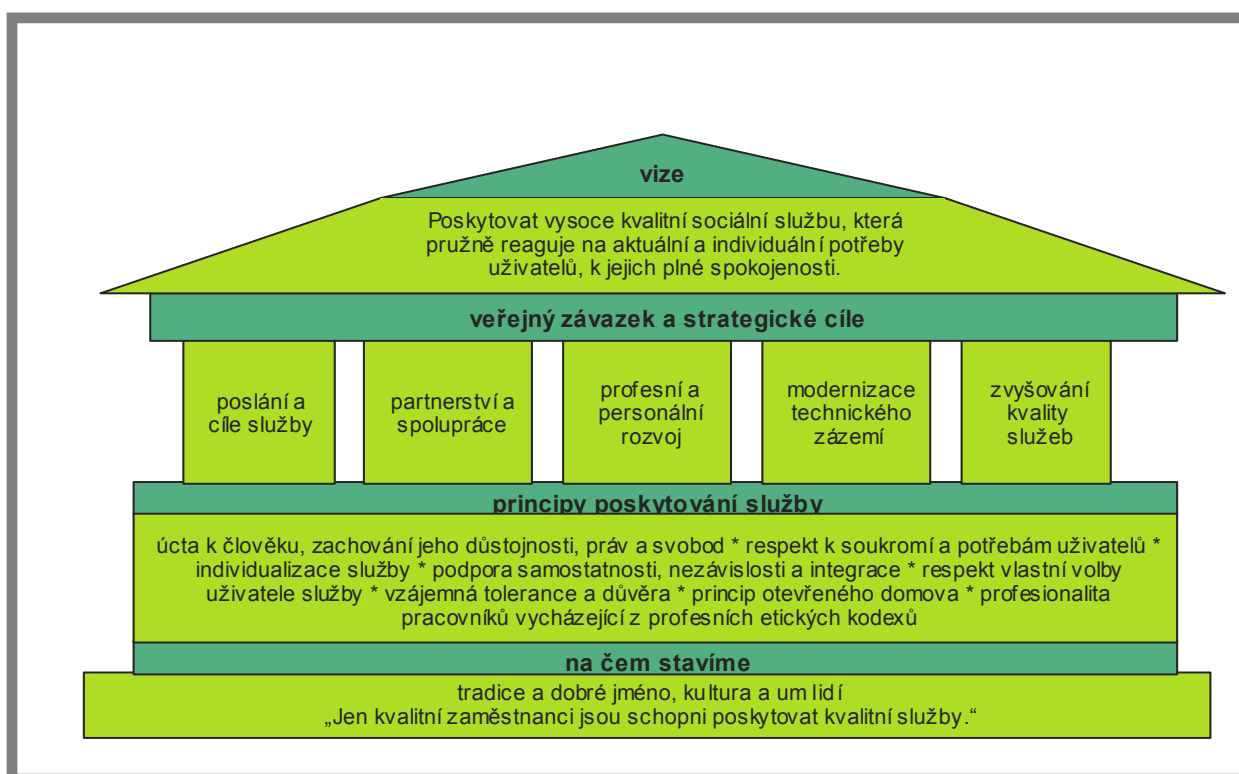 vize
Poskytovat vysoce kvalitní sociální službu, která
pružně reaguje na aktuální a individuální potřeby
uživatelů, k jejich plné spokojenosti.
veřejný závazek a strategické cíle
poslání a
cíle služby
partnerství a
spolupráce
profesní a
personální
rozvoj
modernizace
technického
zázemí
zvyšování
kvality
služeb
principy poskytování služby
úcta k člověku, zachování jeho důstojnosti, práv a svobod * respekt k soukromí a potřebám uživatelů *
individualizace služby * podpora samostatnosti, nezávislosti a integrace * respekt vlastní volby
uživatele služby * vzájemná tolerance a důvěra * princip otevřeného domova * profesionalita
pracovníků vycházející z profesních etických kodexů
na čem stavíme
tradice a dobré jméno, kultura a um lidí
„Jen kvalitní zaměstnanci jsou schopni poskytovat kvalitní služby.“